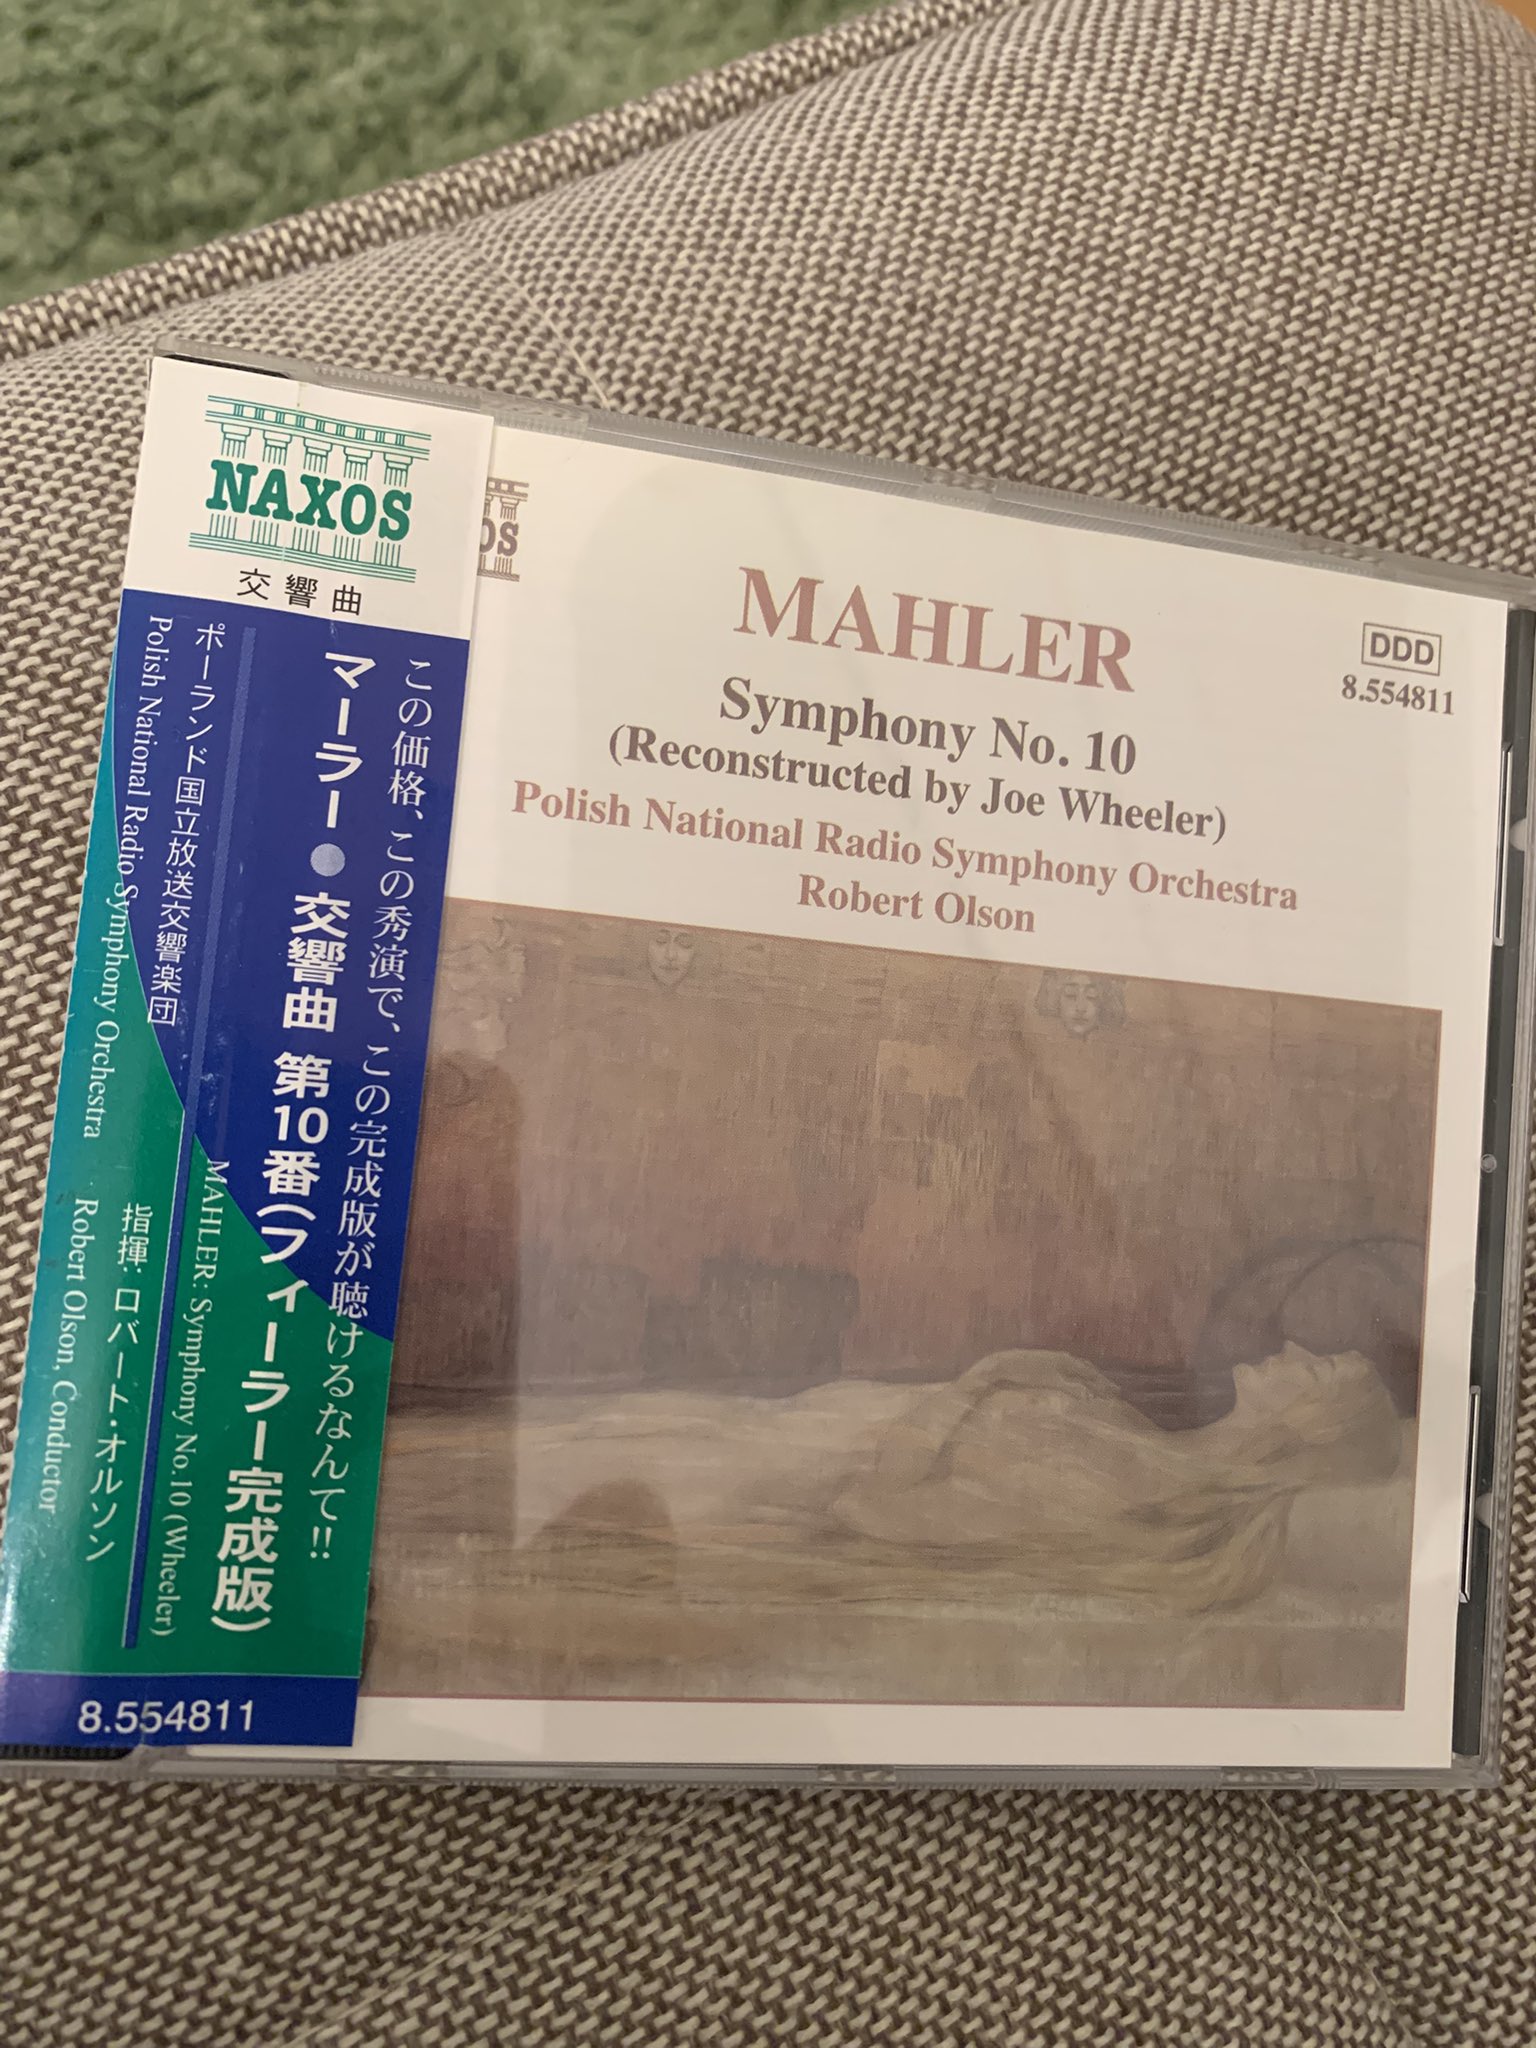 NAXOS
交響曲
この価格、この秀演で、この完成版が聴けるなんて!!
マーラー●交響曲 第10番(フィーラー完成版)
MAHLER: Symphony No.10 (Wheeler)
ポーランド国立放送交響楽団
指揮: ロバート・オルソン
Polish National Radio Symphony Orchestra
Robert Olson, Conductor
8.554811
OS
MAHLER
DDD
8.554811
Symphony No. 10
(Reconstructed by Joe Wheeler)
Polish National Radio Symphony Orchestra
Robert Olson